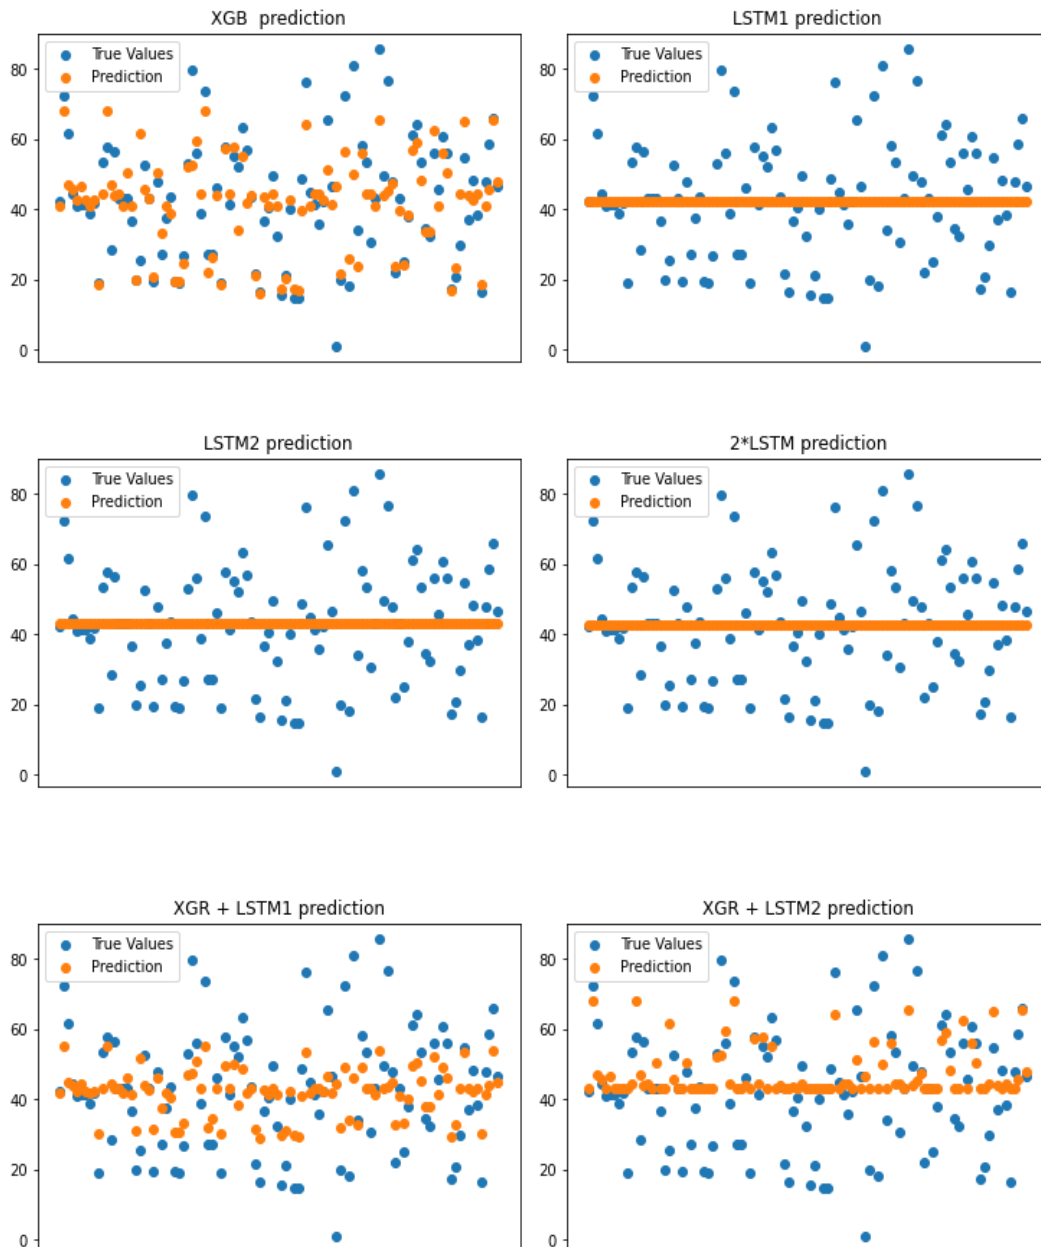 XGB  prediction
True Values
Prediction
80
60
40
20
0
LSTM1 prediction
True Values
Prediction
80
60
40
20
0
LSTM2 prediction
True Values
Prediction
80
60
40
20
0
2*LSTM prediction
True Values
Prediction
80
60
40
20
0
XGR + LSTM1 prediction
True Values
Prediction
80
60
40
20
0
XGR + LSTM2 prediction
True Values
Prediction
80
60
40
20
0